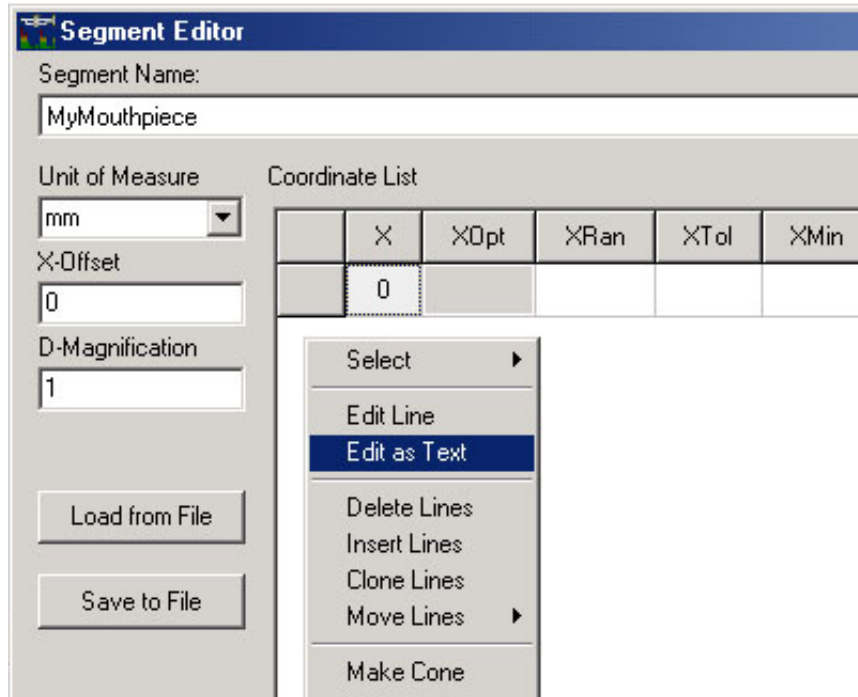 Segment Editor
Segment Name:
MyMouthpiece
Unit of Measure
mm
X-Offset
0
D-Magnification
1
Load from File
Save to File
Coordinate List
X XOpt XRan XTol XMin
0
Select
Edit Line
Edit as Text
Delete Lines
Insert Lines
Clone Lines
Move Lines
Make Cone